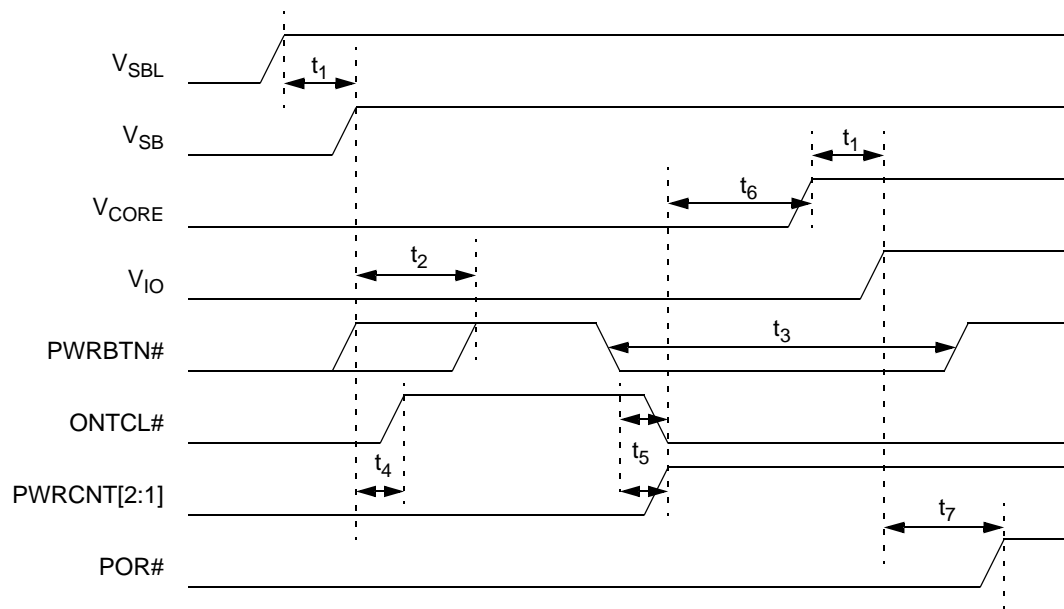 V_SBL
t_1
V_SB
t_1
V_CORE
t_6
V_IO
t_2
PWRBTN#
t_3
ONTCL#
t_4
t_5
PWRCNT[2:1]
t_7
POR#